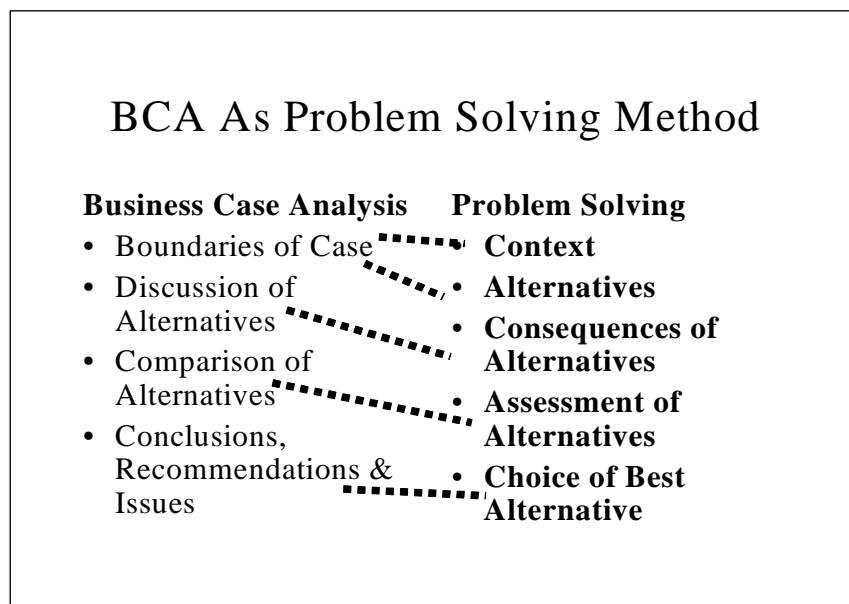 BCA As Problem Solving Method
Business Case Analysis
• Boundaries of Case
• Discussion of
Alternatives
• Comparison of
Alternatives
• Conclusions,
Recommendations &
Issues
Problem Solving
• Context
• Alternatives
• Consequences of
Alternatives
• Assessment of
Alternatives
• Choice of Best
Alternative